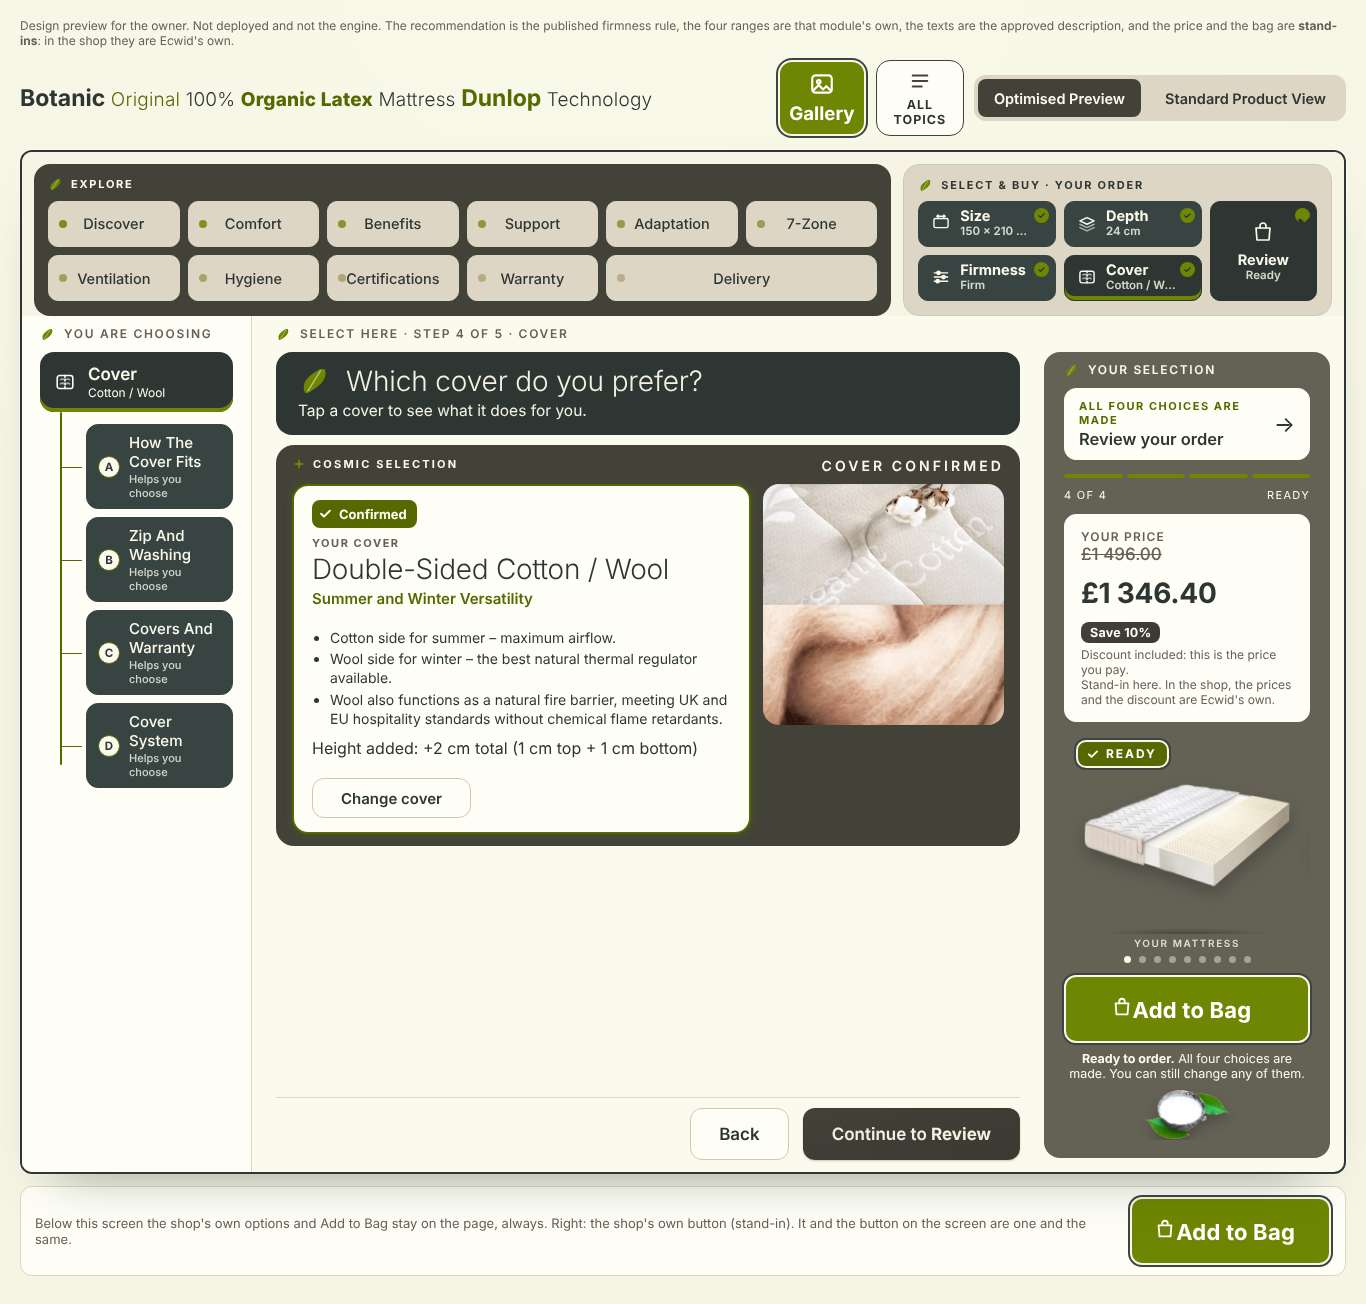 Design preview for the owner. Not deployed and not the engine. The recommendation is the published firmness rule, the four ranges are that module's own, the texts are the approved description, and the price and the bag are stand-
ins: in the shop they are Ecwid's own.
Botanic Original 100% Organic Latex Mattress Dunlop Technology
Gallery
ALL
TOPICS
Optimised Preview
Standard Product View
EXPLORE
Discover
Comfort
Benefits
Support
Adaptation
7-Zone
Ventilation
Hygiene
Certifications
Warranty
Delivery
SELECT & BUY · YOUR ORDER
Size
150 × 210 ...
Depth
24 cm
Firmness
Firm
Cover
Cotton / W...
Review
Ready
YOU ARE CHOOSING
Cover
Cotton / Wool
A
How The
Cover Fits
Helps you
choose
B
Zip And
Washing
Helps you
choose
C
Covers And
Warranty
Helps you
choose
D
Cover
System
Helps you
choose
SELECT HERE · STEP 4 OF 5 · COVER
Which cover do you prefer?
Tap a cover to see what it does for you.
COSMIC SELECTION
COVER CONFIRMED
Confirmed
YOUR COVER
Double-Sided Cotton / Wool
Summer and Winter Versatility
• Cotton side for summer – maximum airflow.
• Wool side for winter – the best natural thermal regulator
available.
• Wool also functions as a natural fire barrier, meeting UK and
EU hospitality standards without chemical flame retardants.
Height added: +2 cm total (1 cm top + 1 cm bottom)
Change cover
Cotton
Back
Continue to Review
YOUR SELECTION
ALL FOUR CHOICES ARE
MADE
Review your order
4 OF 4
READY
YOUR PRICE
£1 496.00
£1 346.40
Save 10%
Discount included: this is the price
you pay.
Stand-in here. In the shop, the prices
and the discount are Ecwid's own.
READY
YOUR MATTRESS
Add to Bag
Ready to order. All four choices are
made. You can still change any of them.
Below this screen the shop's own options and Add to Bag stay on the page, always. Right: the shop's own button (stand-in). It and the button on the screen are one and the
same.
Add to Bag